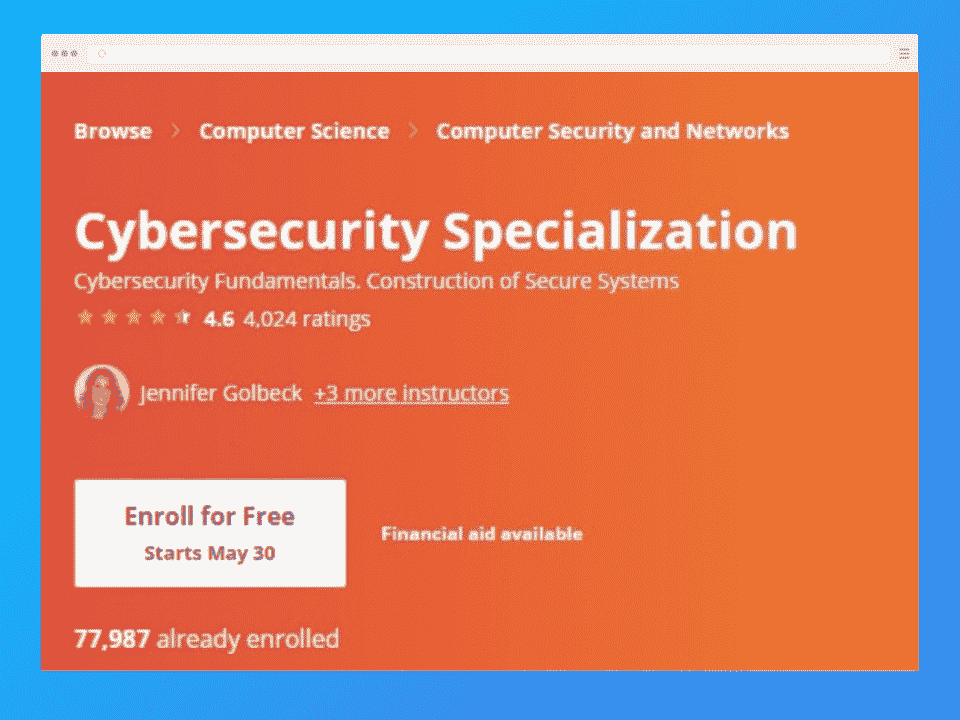 Browse > Computer Science > Computer Security and Networks
Cybersecurity Specialization
Cybersecurity Fundamentals. Construction of Secure Systems
4.6 4,024 ratings
Jennifer Golbeck +3 more instructors
Enroll for Free
Starts May 30
Financial aid available
77,987 already enrolled